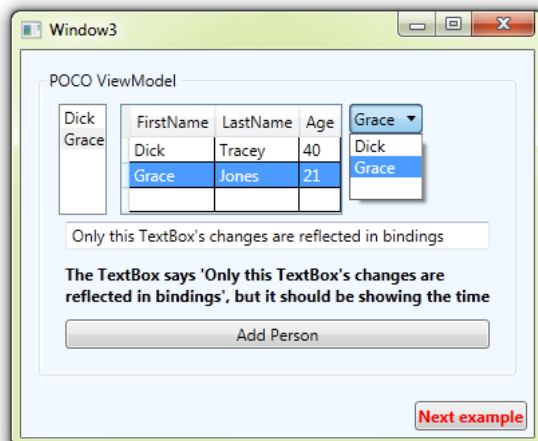 Window3
POCO ViewModel
Dick
Grace
FirstName LastName Age
Dick Tracey 40
Grace Jones 21
Grace
Dick
Grace
Only this TextBox's changes are reflected in bindings
The TextBox says 'Only this TextBox's changes are
reflected in bindings', but it should be showing the time
Add Person
Next example